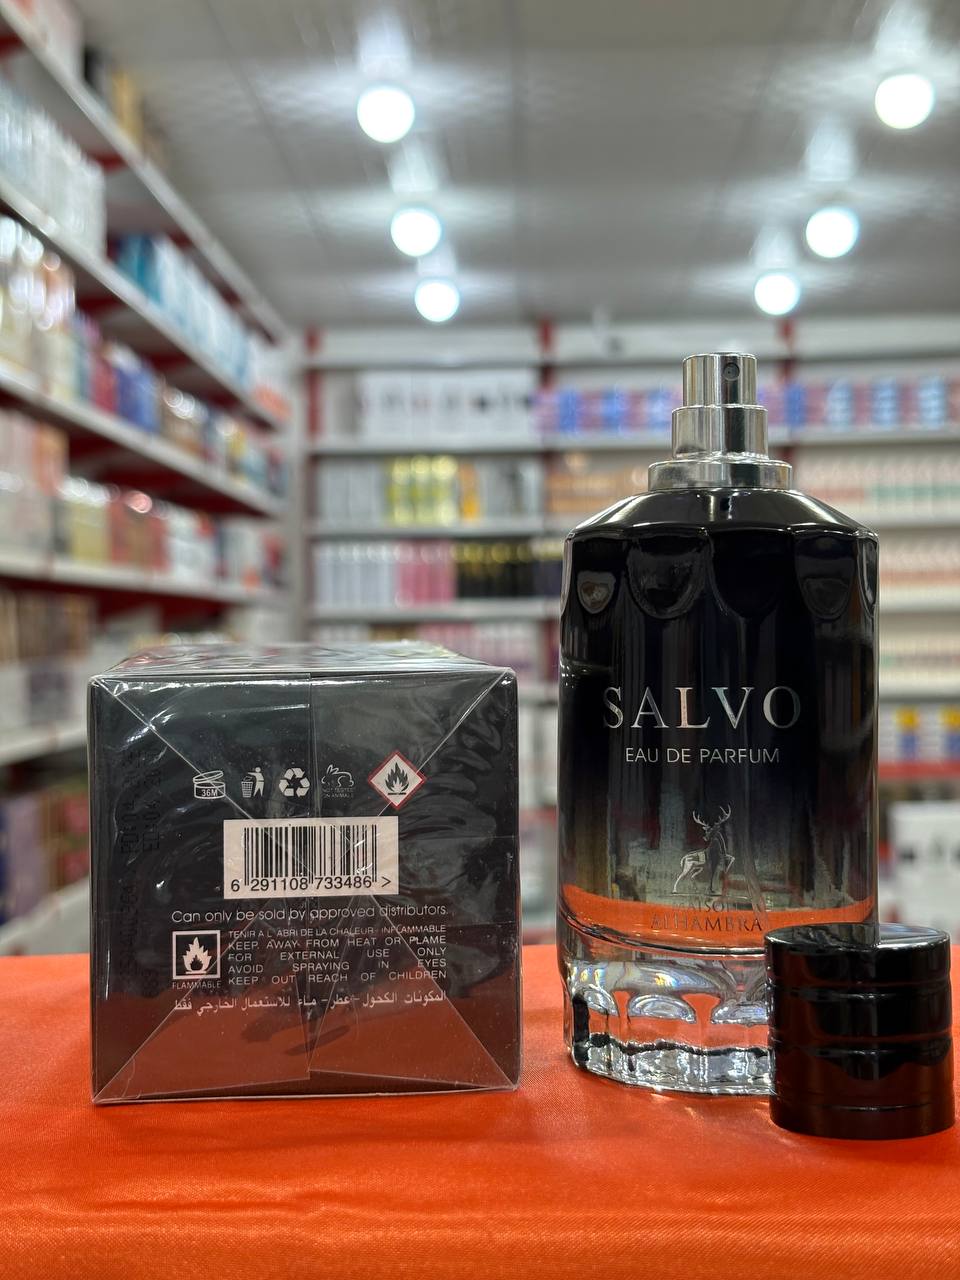 36M
NOT TESTED
ON ANIMALS
6 291108 733486 >
Can only be sold by approved distributors.
TENIR A L' ABRI DE LA CHALEUR - INFLAMMABLE
KEEP AWAY FROM HEAT OR FLAME
FOR EXTERNAL USE ONLY
AVOID SPRAYING IN EYES
KEEP OUT REACH OF CHILDREN
FLAMMABLE
المكونات الكحول - عطر - ماء للاستعمال الخارجي فقط
SALVO
EAU DE PARFUM
MAISON
ALHAMBRA